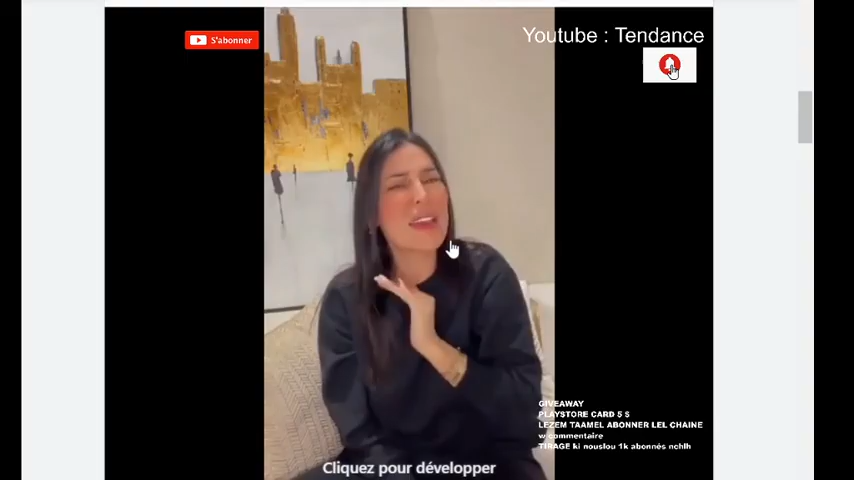 S'abonner
Youtube : Tendance
GIVEAWAY
PLAYSTORE CARD 5 $
LEZEM TAAMEL ABONNER LEL CHAINE
w commentaire
TIRAGE ki nouslou 1k abonnés nchlh
Cliquez pour développer